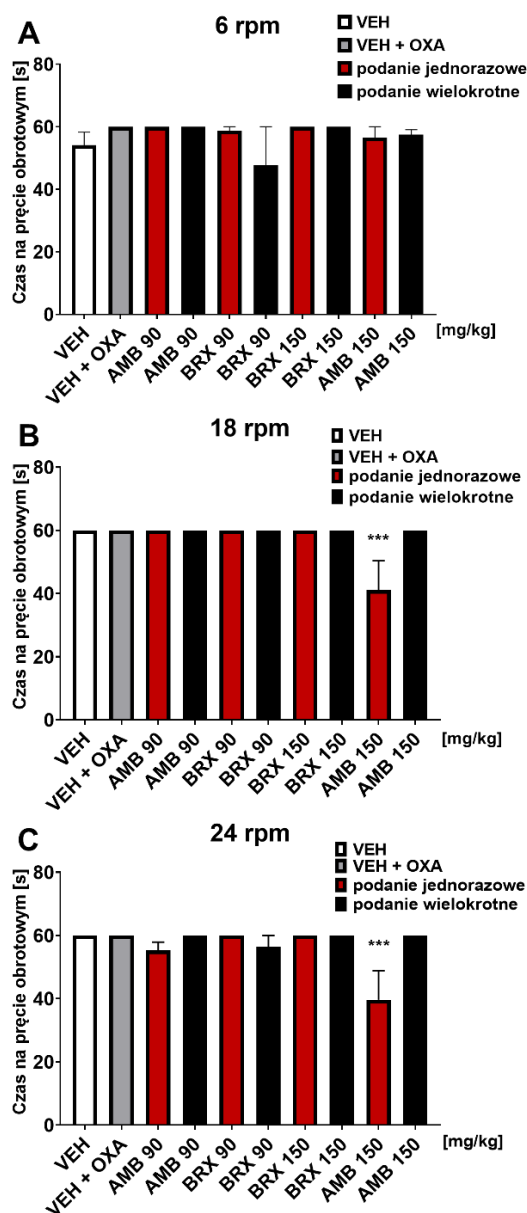 A
6 rpm
VEH
VEH + OXA
podanie jednorazowe
podanie wielokrotne
Czas na pręcie obrotowym [s]
80
60
40
20
0
VEH
VEH + OXA
AMB 90
AMB 90
BRX 90
BRX 90
BRX 150
BRX 150
AMB 150
AMB 150
[mg/kg]
B
18 rpm
VEH
VEH + OXA
podanie jednorazowe
podanie wielokrotne
Czas na pręcie obrotowym [s]
80
60
40
20
0
***
VEH
VEH + OXA
AMB 90
AMB 90
BRX 90
BRX 90
BRX 150
BRX 150
AMB 150
AMB 150
[mg/kg]
C
24 rpm
VEH
VEH + OXA
podanie jednorazowe
podanie wielokrotne
Czas na pręcie obrotowym [s]
80
60
40
20
0
***
VEH
VEH + OXA
AMB 90
AMB 90
BRX 90
BRX 90
BRX 150
BRX 150
AMB 150
AMB 150
[mg/kg]